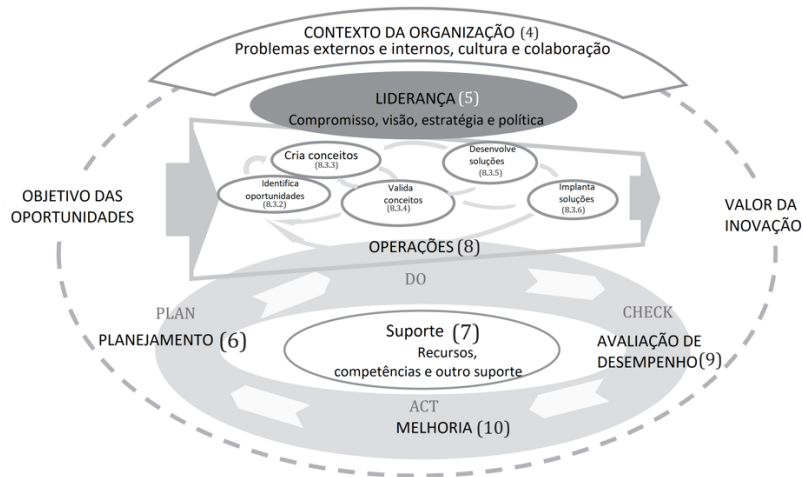 CONTEXTO DA ORGANIZAÇÃO (4)
Problemas externos e internos, cultura e colaboração
LIDERANÇA (5)
Compromisso, visão, estratégia e política
Cria conceitos
(8.3.3)
Desenvolve
soluções
(8.3.5)
Identifica
oportunidades
(8.3.2)
Valida
conceitos
(8.3.4)
Implanta
soluções
(8,3,6)
OBJETIVO DAS
OPORTUNIDADES
VALOR DA
INOVAÇÃO
OPERAÇÕES (8)
DO
PLAN
PLANEJAMENTO (6)
CHECK
AVALIAÇÃO DE
DESEMPENHO(9)
Suporte (7)
Recursos,
competências e outro suporte
ACT
MELHORIA (10)